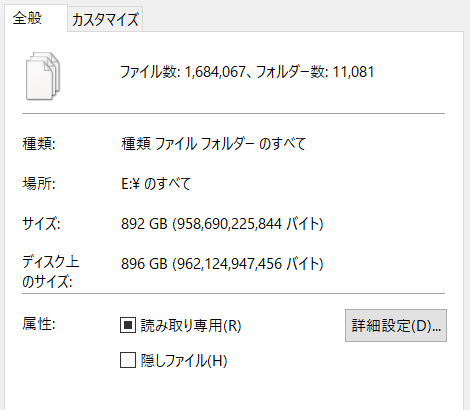 全般
カスタマイズ
ファイル数: 1,684,067、フォルダー数: 11,081
種類: 種類 ファイル フォルダー のすべて
場所: E:¥ のすべて
サイズ: 892 GB (958,690,225,844 バイト)
ディスク上
のサイズ: 896 GB (962,124,947,456 バイト)
属性: 読み取り専用(R) 詳細設定(D)...
隠しファイル(H)